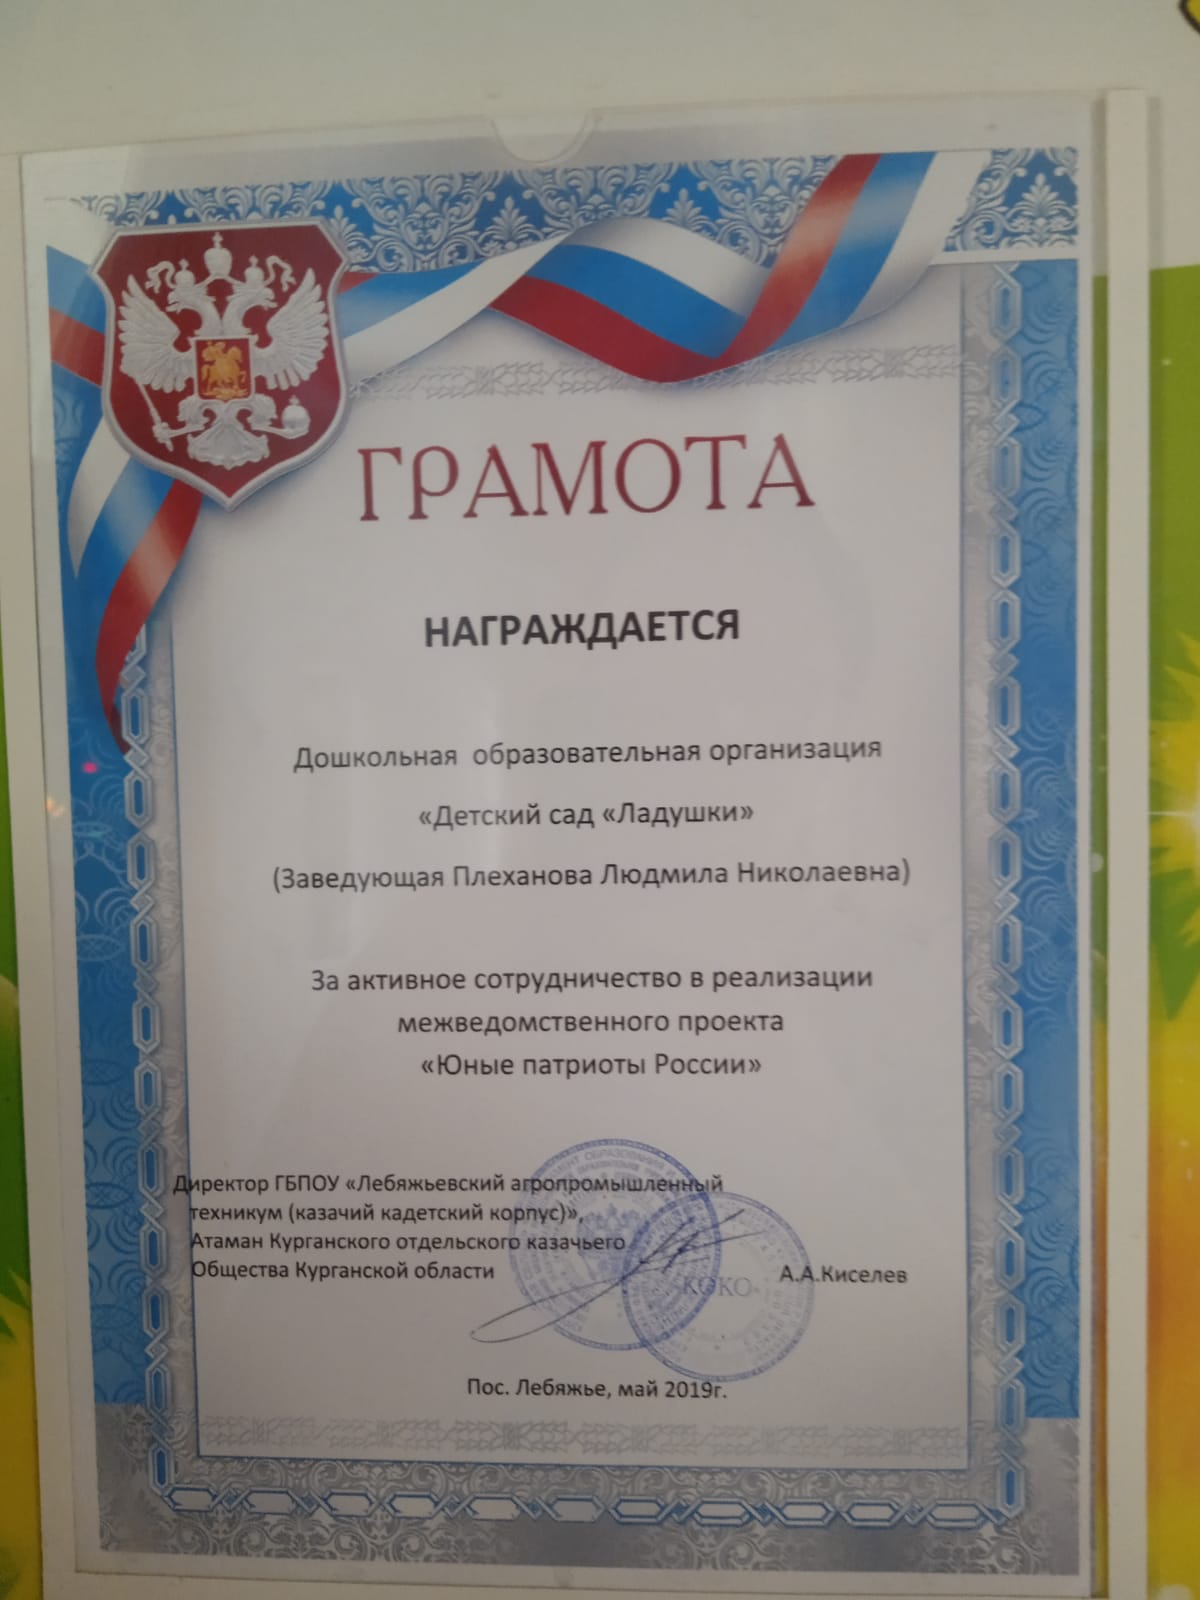 ГРАМОТА
НАГРАЖДАЕТСЯ
Дошкольная образовательная организация
«Детский сад «Ладушки»
(Заведующая Плеханова Людмила Николаевна)
За активное сотрудничество в реализации
межведомственного проекта
«Юные патриоты России»
Директор ГБПОУ «Лебяжьевский агропромышленный
техникум (казачий кадетский корпус)»,
Атаман Курганского отдельского казачьего
Общества Курганской области
А.А.Киселев
КОКО
Пос. Лебяжье, май 2019г.